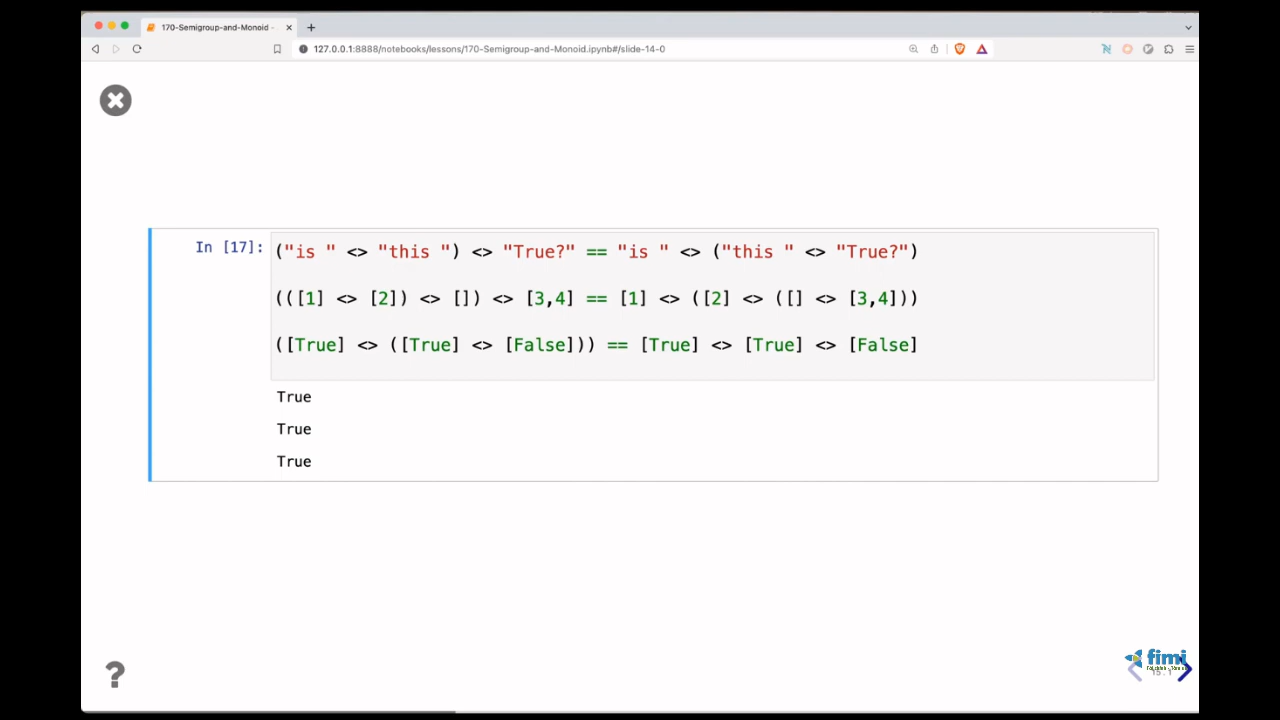 170-Semigroup-and-Monoid -
127.0.0.1:8888/notebooks/lessons/170-Semigroup-and-Monoid.ipynb#/slide-14-0
In [17]:
("is " <> "this ") <> "True?" == "is " <> ("this " <> "True?")
(([1] <> [2]) <> []) <> [3,4] == [1] <> ([2] <> ([] <> [3,4]))
([True] <> ([True] <> [False])) == [True] <> [True] <> [False]
True
True
True
?
fimi
15.1